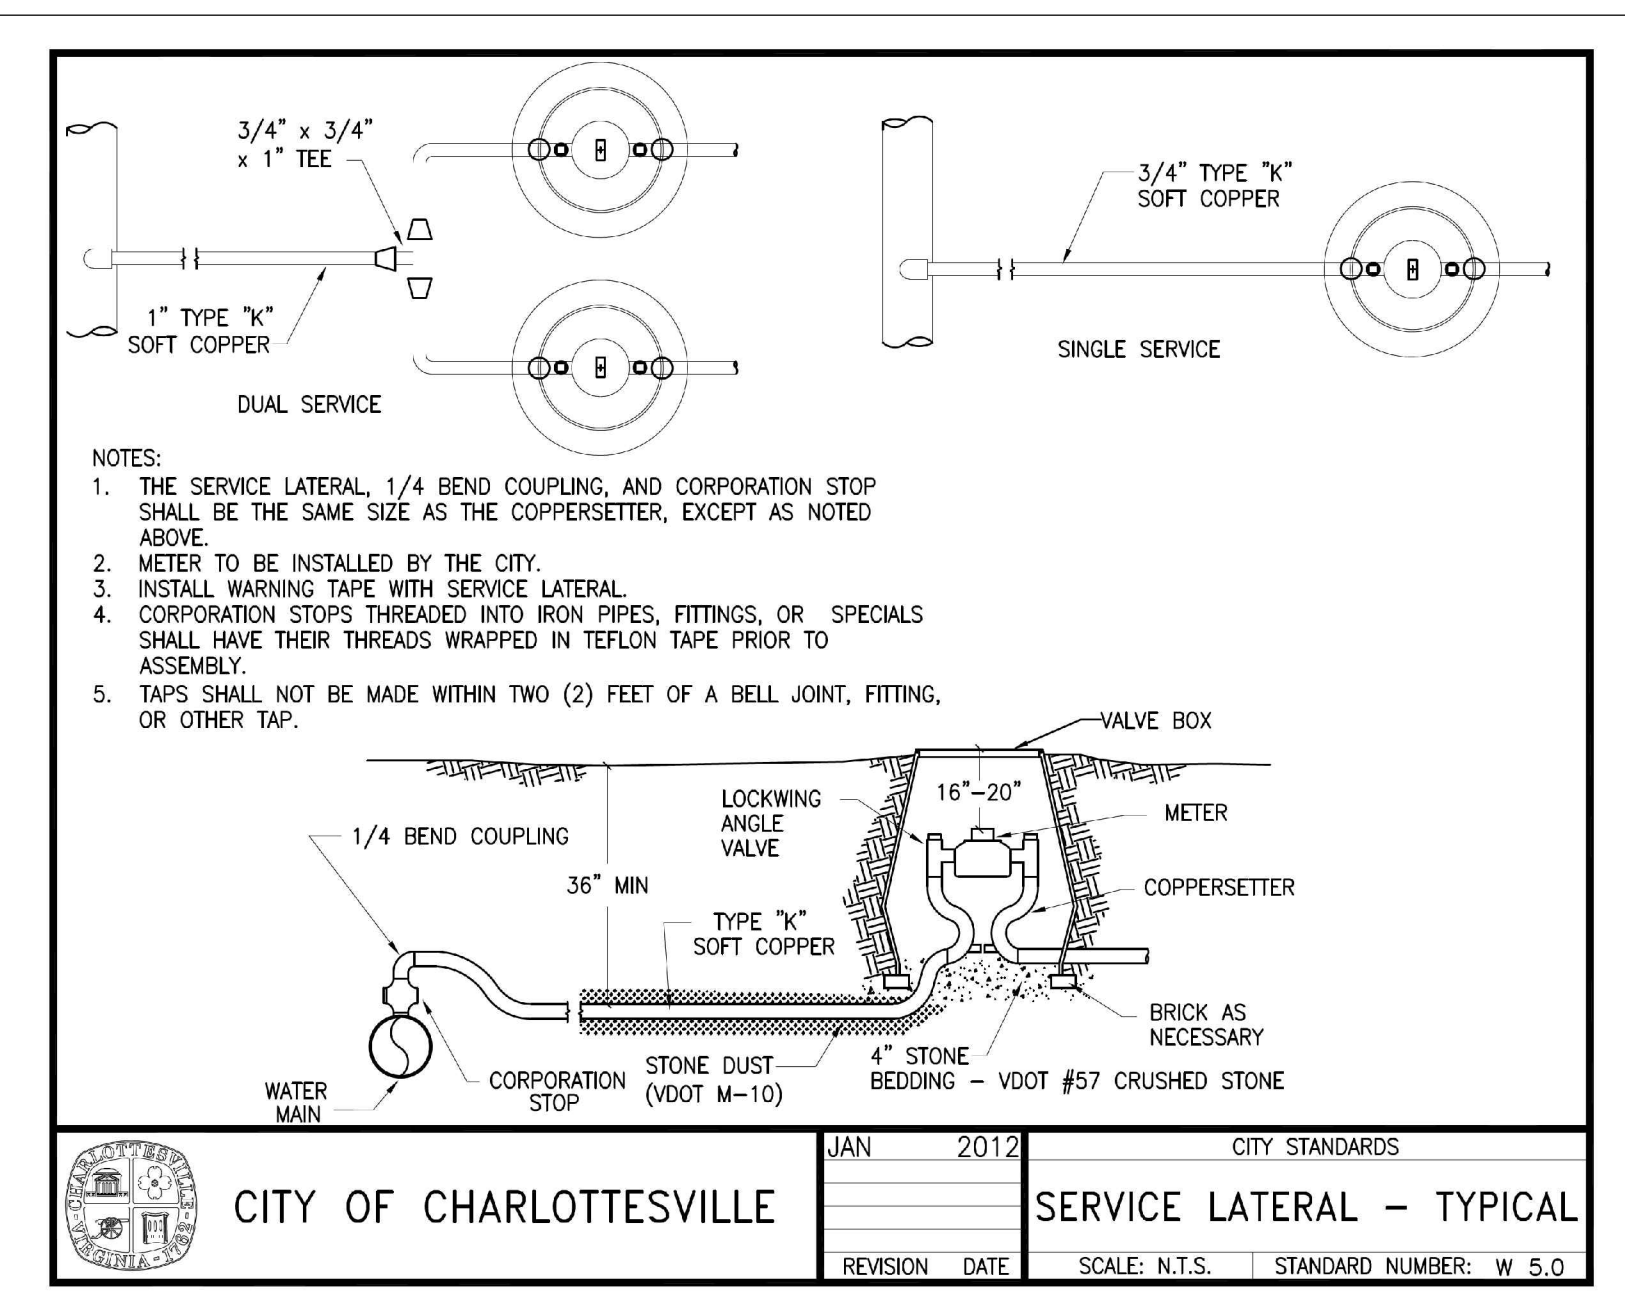 3/4" x 3/4"
x 1" TEE
1" TYPE "K"
SOFT COPPER
DUAL SERVICE
3/4" TYPE "K"
SOFT COPPER
SINGLE SERVICE
NOTES:
1. THE SERVICE LATERAL, 1/4 BEND COUPLING, AND CORPORATION STOP
SHALL BE THE SAME SIZE AS THE COPPERSETTER, EXCEPT AS NOTED
ABOVE.
2. METER TO BE INSTALLED BY THE CITY.
3. INSTALL WARNING TAPE WITH SERVICE LATERAL.
4. CORPORATION STOPS THREADED INTO IRON PIPES, FITTINGS, OR SPECIALS
SHALL HAVE THEIR THREADS WRAPPED IN TEFLON TAPE PRIOR TO
ASSEMBLY.
5. TAPS SHALL NOT BE MADE WITHIN TWO (2) FEET OF A BELL JOINT, FITTING,
OR OTHER TAP.
VALVE BOX
16"-20"
LOCKWING
ANGLE
VALVE
METER
1/4 BEND COUPLING
36" MIN
COPPERSETTER
TYPE "K"
SOFT COPPER
BRICK AS
NECESSARY
4" STONE
BEDDING - VDOT #57 CRUSHED STONE
STONE DUST
(VDOT M-10)
CORPORATION
STOP
WATER
MAIN
CHARLOTTESVILLE
VIRGINIA-1762-
CITY OF CHARLOTTESVILLE
JAN 2012
REVISION DATE
CITY STANDARDS
SERVICE LATERAL - TYPICAL
SCALE: N.T.S.
STANDARD NUMBER: W 5.0